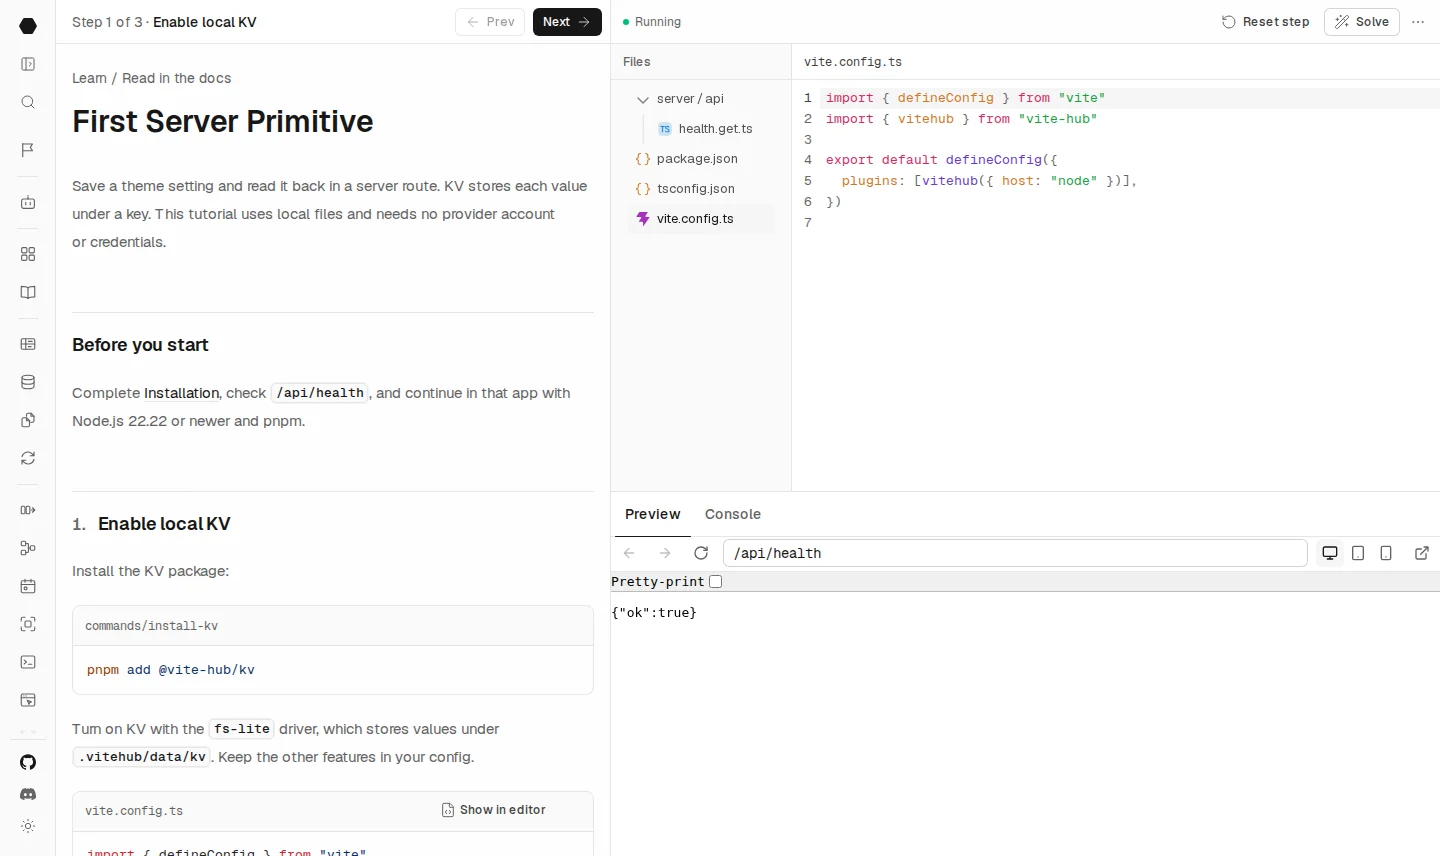 Step 1 of 3 · Enable local KV
Prev
Next
Learn / Read in the docs
First Server Primitive
Save a theme setting and read it back in a server route. KV stores each value
under a key. This tutorial uses local files and needs no provider account
or credentials.
Before you start
Complete Installation, check /api/health, and continue in that app with
Node.js 22.22 or newer and pnpm.
1. Enable local KV
Install the KV package:
commands/install-kv
pnpm add @vite-hub/kv
Turn on KV with the fs-lite driver, which stores values under
.vitehub/data/kv. Keep the other features in your config.
vite.config.ts
Show in editor
import { defineConfig } from "vite"
Running
Reset step
Solve
Files
server / api
TS health.get.ts
{} package.json
{} tsconfig.json
vite.config.ts
vite.config.ts
1 import { defineConfig } from "vite"
2 import { vitehub } from "vite-hub"
3
4 export default defineConfig({
5   plugins: [vitehub({ host: "node" })],
6 })
7
Preview
Console
/api/health
Pretty-print
{"ok":true}